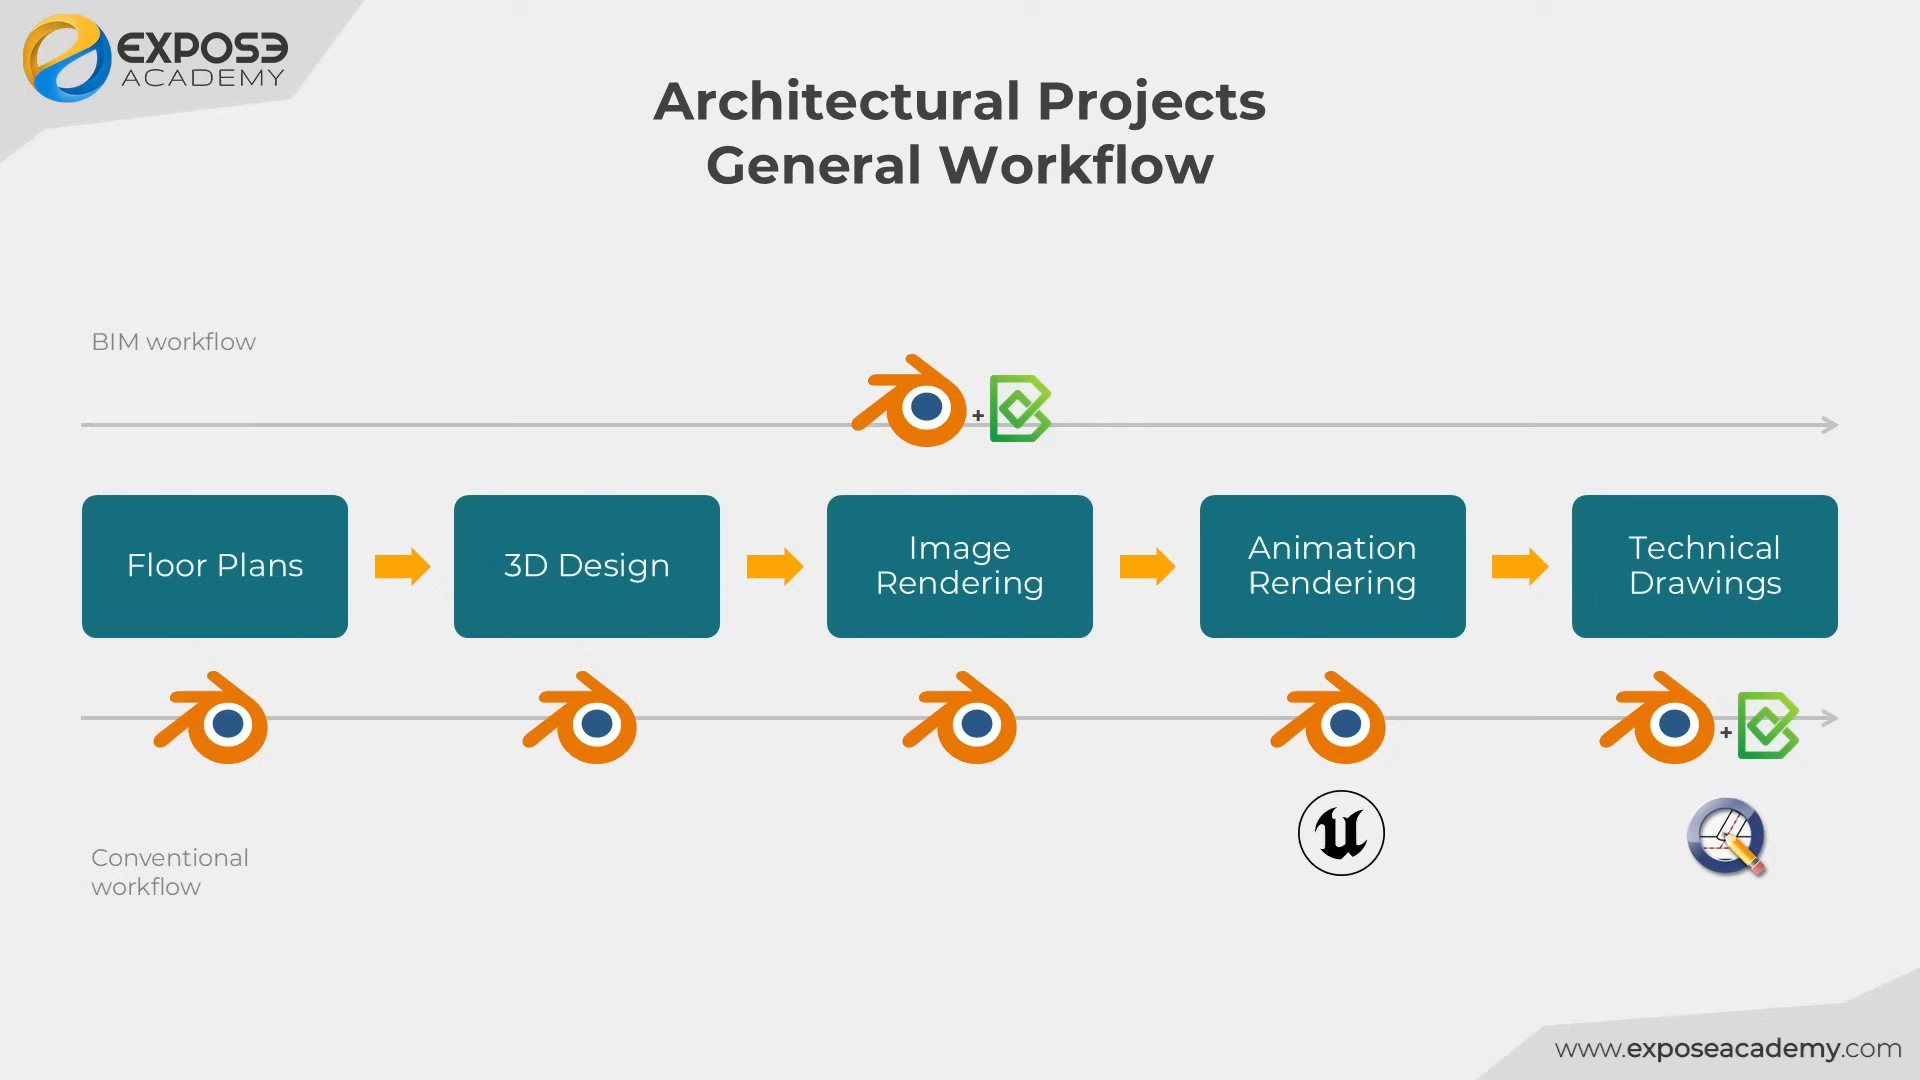 EXPOSE
ACADEMY
Architectural Projects
General Workflow
BIM workflow
+
Floor Plans
3D Design
Image
Rendering
Animation
Rendering
Technical
Drawings
+
Conventional
workflow
www.exposeacademy.com